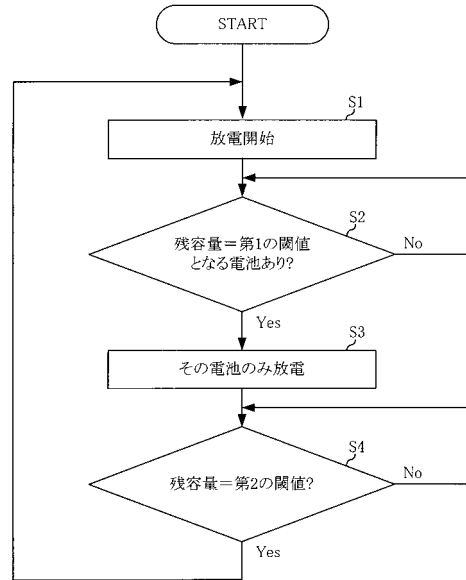 START
S1
放電開始
S2
残容量＝第1の閾値
となる電池あり?
No
Yes
S3
その電池のみ放電
S4
残容量＝第2の閾値?
No
Yes